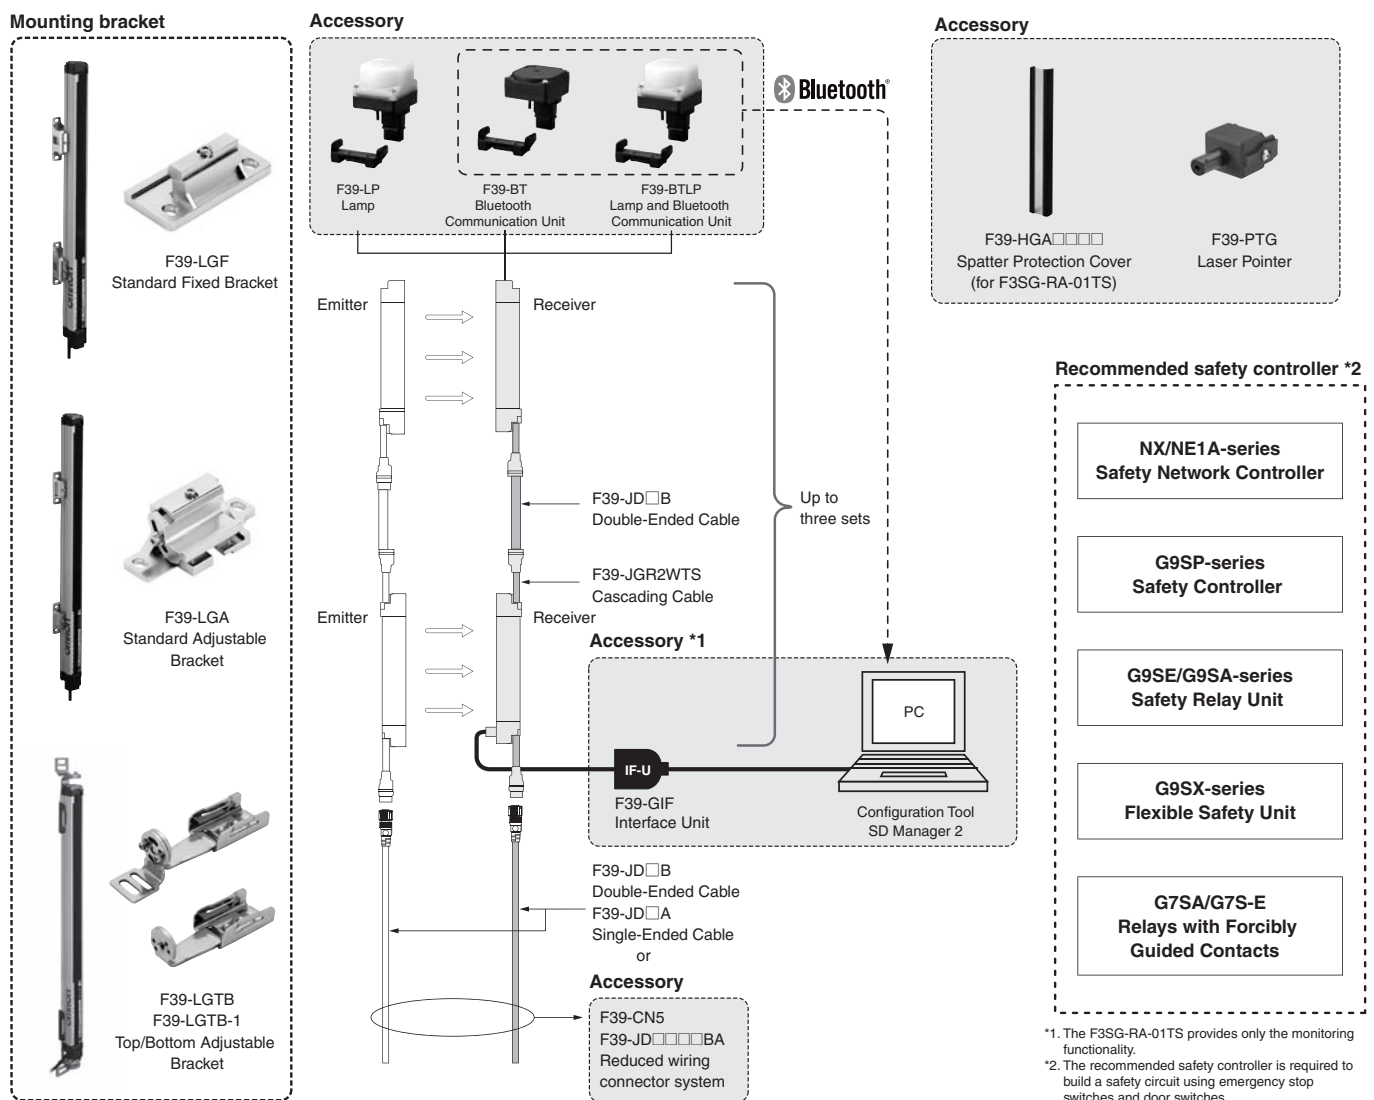 Mounting bracket
F39-LGF
Standard Fixed Bracket
F39-LGA
Standard Adjustable
Bracket
F39-LGTB
F39-LGTB-1
Top/Bottom Adjustable
Bracket
Accessory
F39-LP
Lamp
F39-BT
Bluetooth
Communication Unit
F39-BTLP
Lamp and Bluetooth
Communication Unit
Bluetooth®
Emitter
Receiver
F39-JD□B
Double-Ended Cable
F39-JGR2WTS
Cascading Cable
Up to
three sets
Emitter
Receiver
Accessory *1
IF-U
F39-GIF
Interface Unit
PC
Configuration Tool
SD Manager 2
F39-JD□B
Double-Ended Cable
F39-JD□A
Single-Ended Cable
or
Accessory
F39-CN5
F39-JD□□□□BA
Reduced wiring
connector system
Accessory
F39-HGA□□□□
Spatter Protection Cover
(for F3SG-RA-01TS)
F39-PTG
Laser Pointer
Recommended safety controller *2
NX/NE1A-series
Safety Network Controller
G9SP-series
Safety Controller
G9SE/G9SA-series
Safety Relay Unit
G9SX-series
Flexible Safety Unit
G7SA/G7S-E
Relays with Forcibly
Guided Contacts
*1. The F3SG-RA-01TS provides only the monitoring
functionality.
*2. The recommended safety controller is required to
build a safety circuit using emergency stop
switches and door switches.